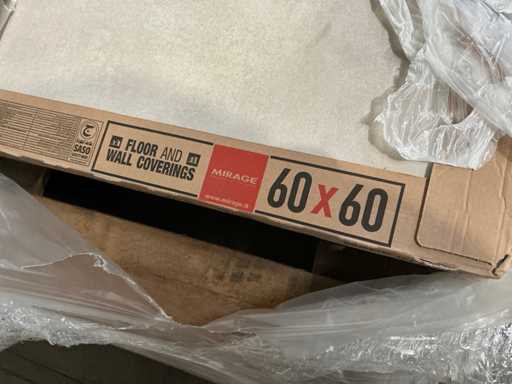 SASO
FLOOR AND
WALL COVERINGS
MIRAGE
www.mirage.it
60x60